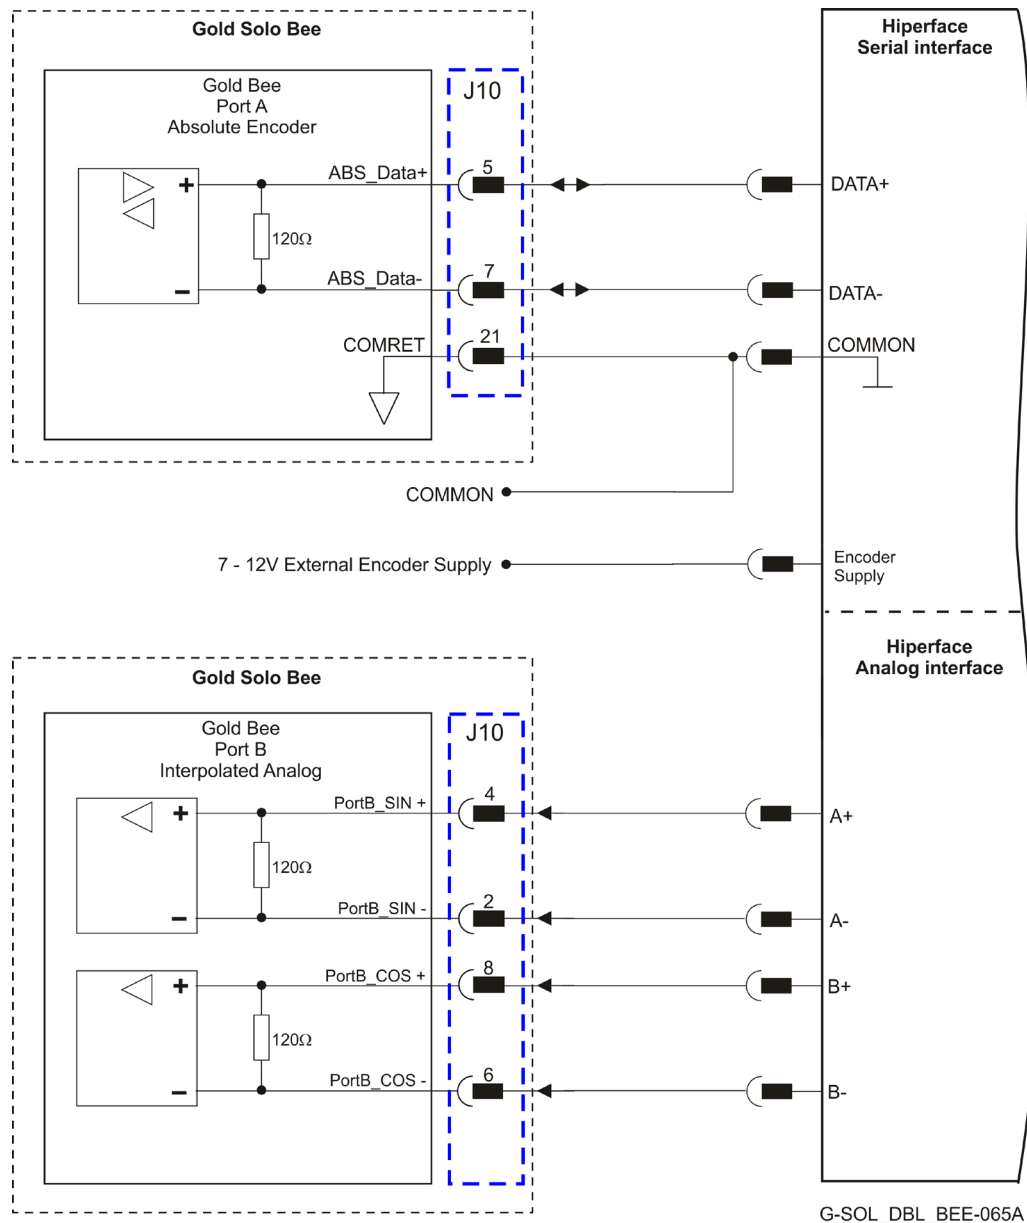 Gold Solo Bee
Hiperface
Serial interface
Gold Bee
Port A
Absolute Encoder
J10
+
ABS_Data+
5
DATA+
120Ω
-
ABS_Data-
7
DATA-
COMRET
21
COMMON
COMMON
7 - 12V External Encoder Supply
Encoder
Supply
Hiperface
Analog interface
Gold Solo Bee
Gold Bee
Port B
Interpolated Analog
J10
+
PortB_SIN +
4
A+
120Ω
-
PortB_SIN -
2
A-
+
PortB_COS +
8
B+
120Ω
-
PortB_COS -
6
B-
G-SOL_DBL_BEE-065A